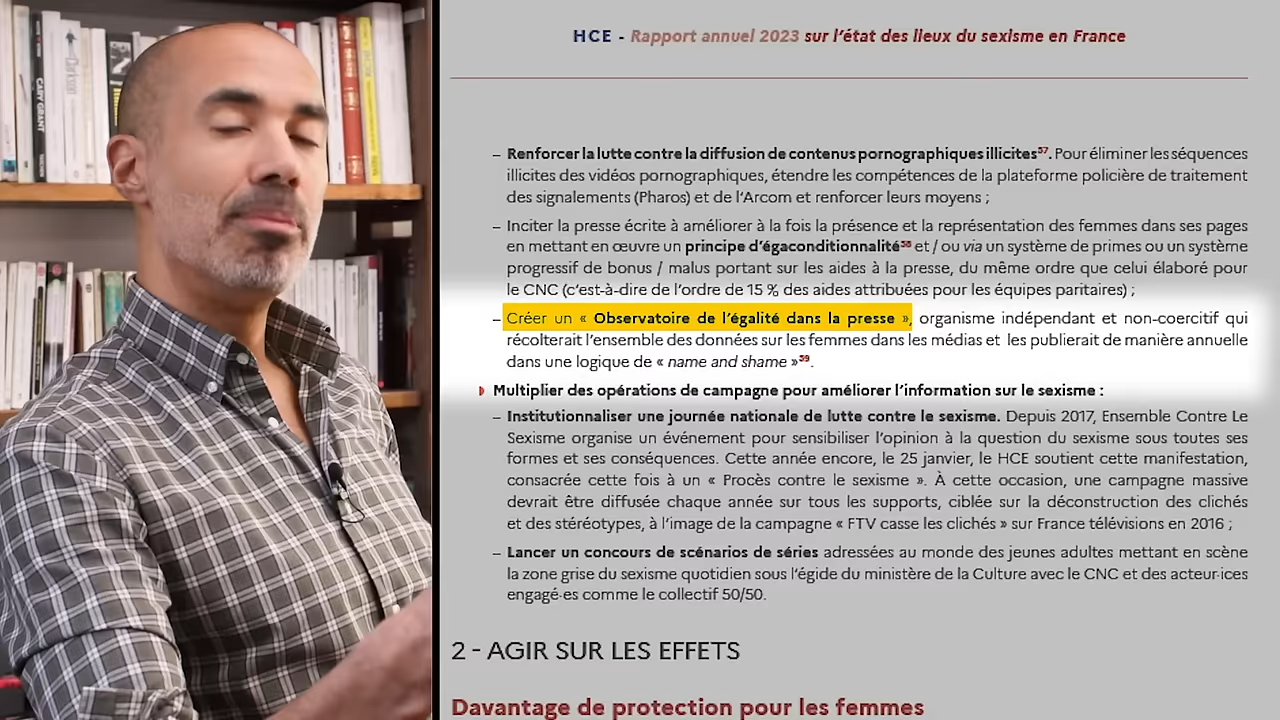 CARY GRANT
HCE - Rapport annuel 2023 sur l'état des lieux du sexisme en France
– Renforcer la lutte contre la diffusion de contenus pornographiques illicites⁵⁷. Pour éliminer les séquences
illicites des vidéos pornographiques, étendre les compétences de la plateforme policière de traitement
des signalements (Pharos) et de l'Arcom et renforcer leurs moyens ;
– Inciter la presse écrite à améliorer à la fois la présence et la représentation des femmes dans ses pages
en mettant en œuvre un principe d'égaconditionnalité⁵⁸ et / ou via un système de primes ou un système
progressif de bonus / malus portant sur les aides à la presse, du même ordre que celui élaboré pour
le CNC (c'est-à-dire de l'ordre de 15 % des aides attribuées pour les équipes paritaires) ;
– Créer un « Observatoire de l'égalité dans la presse », organisme indépendant et non-coercitif qui
récolterait l'ensemble des données sur les femmes dans les médias et les publierait de manière annuelle
dans une logique de « name and shame »⁵⁹.
Multiplier des opérations de campagne pour améliorer l'information sur le sexisme :
– Institutionnaliser une journée nationale de lutte contre le sexisme. Depuis 2017, Ensemble Contre Le
Sexisme organise un événement pour sensibiliser l'opinion à la question du sexisme sous toutes ses
formes et ses conséquences. Cette année encore, le 25 janvier, le HCE soutient cette manifestation,
consacrée cette fois à un « Procès contre le sexisme ». À cette occasion, une campagne massive
devrait être diffusée chaque année sur tous les supports, ciblée sur la déconstruction des clichés
et des stéréotypes, à l'image de la campagne « FTV casse les clichés » sur France télévisions en 2016 ;
– Lancer un concours de scénarios de séries adressées au monde des jeunes adultes mettant en scène
la zone grise du sexisme quotidien sous l'égide du ministère de la Culture avec le CNC et des acteur·ices
engagé·es comme le collectif 50/50.
2 - AGIR SUR LES EFFETS
Davantage de protection pour les femmes